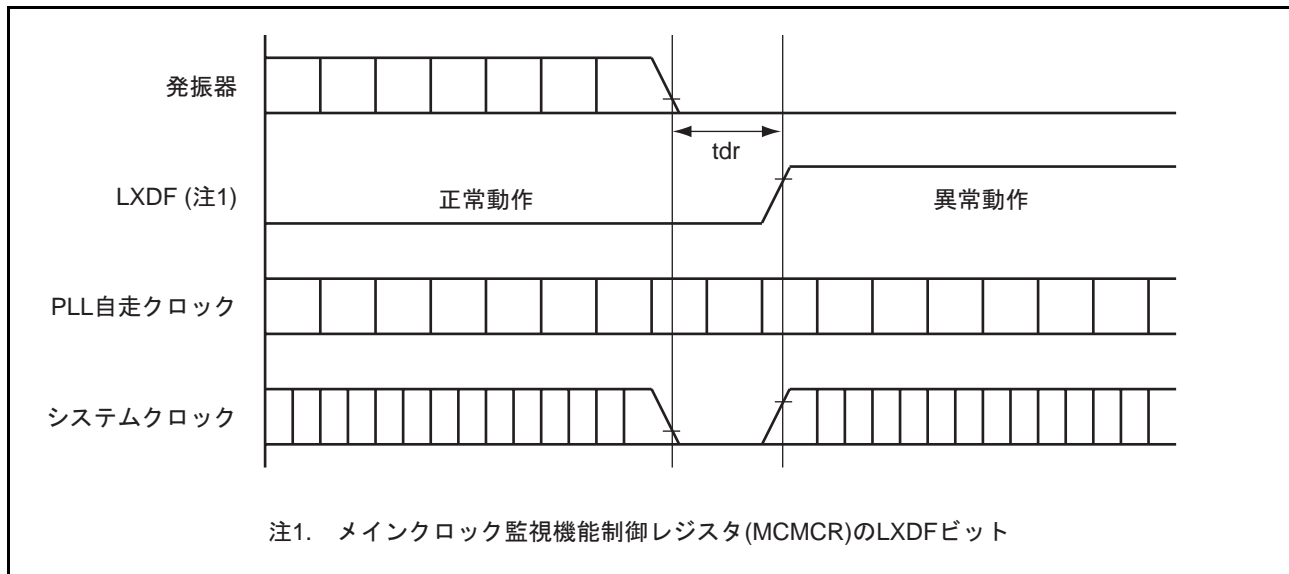 発振器
tdr
LXDF (注1)
正常動作
異常動作
PLL自走クロック
システムクロック
注1. メインクロック監視機能制御レジスタ(MCMCR)のLXDFビット